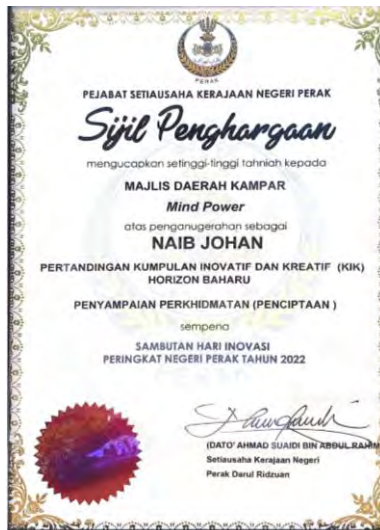 PERAK
PEJABAT SETIAUSAHA KERAJAAN NEGERI PERAK
Sijil Penghargaan
mengucapkan setinggi-tinggi tahniah kepada
MAJLIS DAERAH KAMPAR
Mind Power
atas penganugerahan sebagai
NAIB JOHAN
PERTANDINGAN KUMPULAN INOVATIF DAN KREATIF (KIK)
HORIZON BAHARU
PENYAMPAIAN PERKHIDMATAN (PENCIPTAAN )
sempena
SAMBUTAN HARI INOVASI
PERINGKAT NEGERI PERAK TAHUN 2022
(DATO' AHMAD SUAIDI BIN ABDUL RAHIM
Setiausaha Kerajaan Negeri
Perak Darul Ridzuan